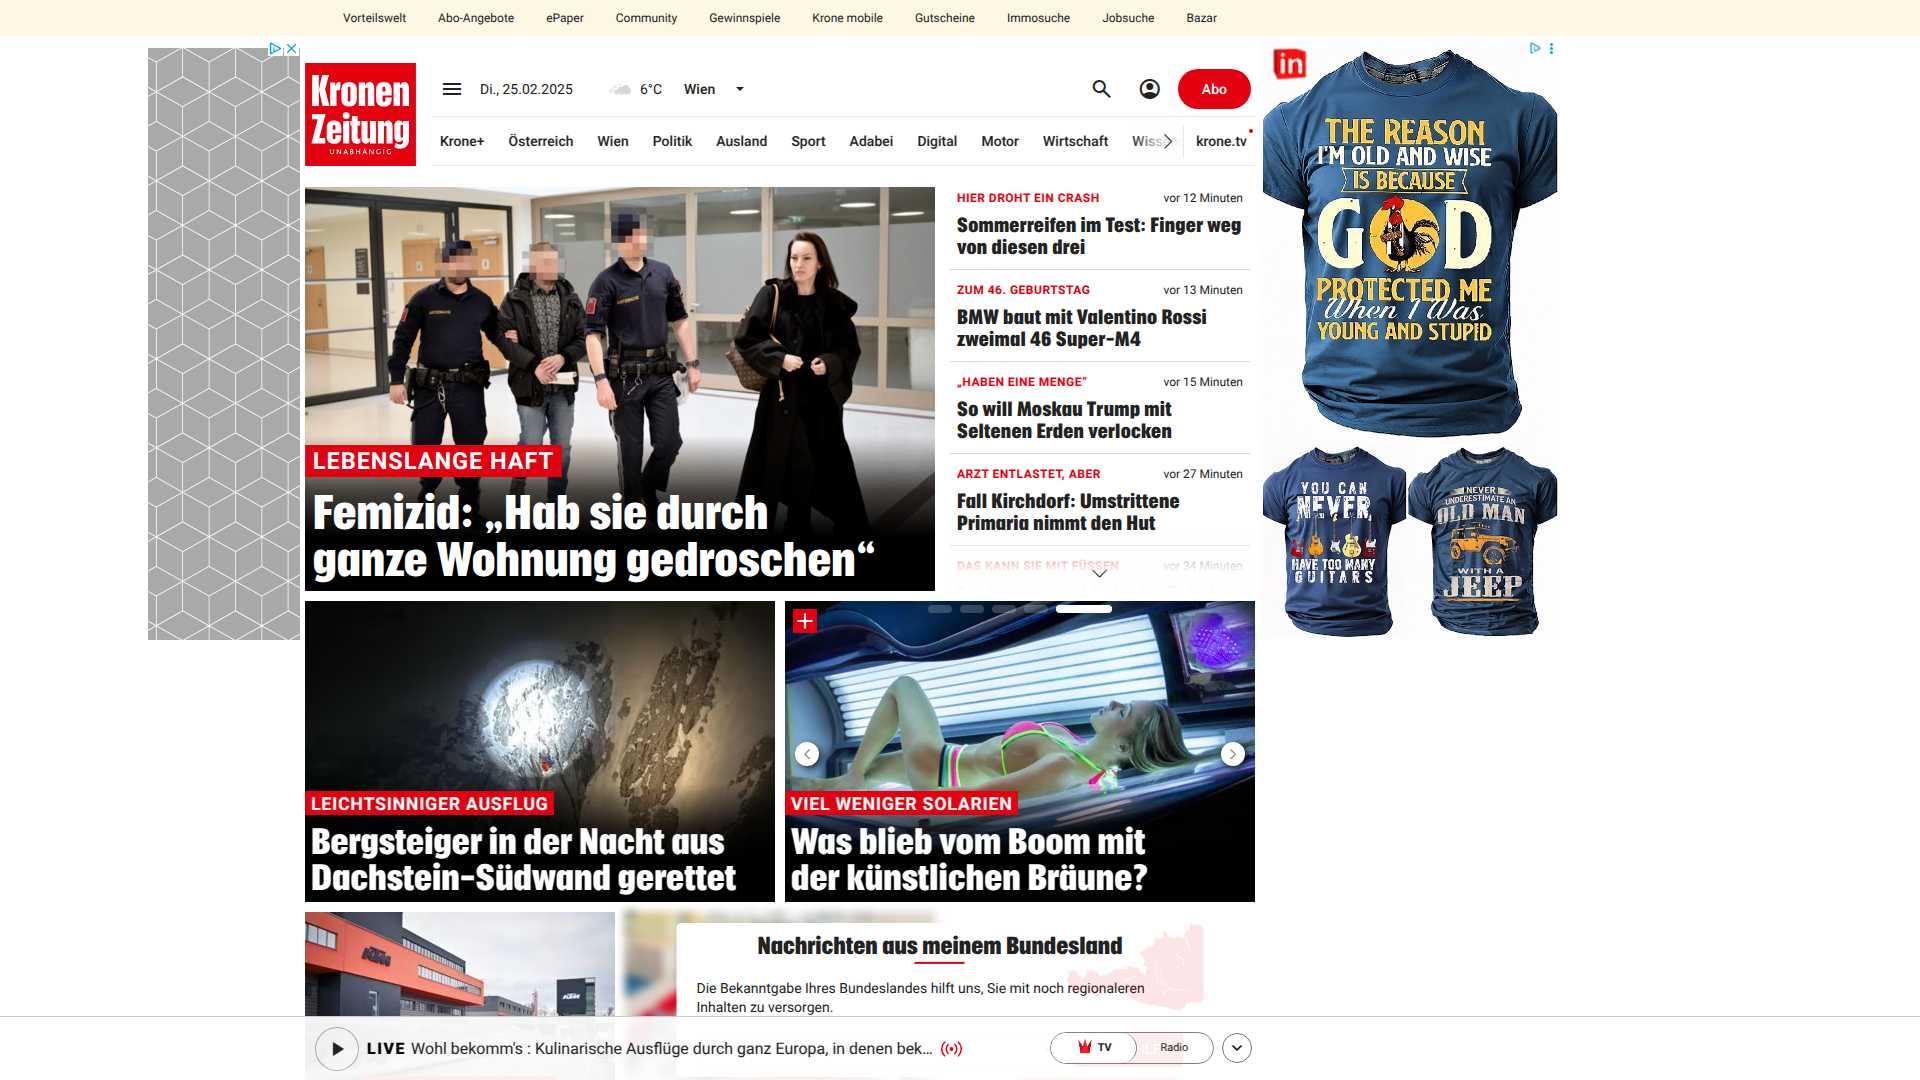 Vorteilswelt Abo-Angebote ePaper Community Gewinnspiele Krone mobile Gutscheine Immosuche Jobsuche Bazar
Kronen
Zeitung
UNABHÄNGIG
Di., 25.02.2025 6°C Wien Abo
Krone+ Österreich Wien Politik Ausland Sport Adabei Digital Motor Wirtschaft krone.tv
LEBENSLANGE HAFT
Femizid: „Hab sie durch
ganze Wohnung gedroschen“
HIER DROHT EIN CRASH vor 12 Minuten
Sommerreifen im Test: Finger weg
von diesen drei
ZUM 46. GEBURTSTAG vor 13 Minuten
BMW baut mit Valentino Rossi
zweimal 46 Super-M4
„HABEN EINE MENGE“ vor 15 Minuten
So will Moskau Trump mit
Seltenen Erden verlocken
ARZT ENTLASTET, ABER vor 27 Minuten
Fall Kirchdorf: Umstrittene
Primaria nimmt den Hut
DAS KANN SIE MIT FÜSSEN vor 34 Minuten
in
THE REASON
I'M OLD AND WISE
IS BECAUSE
GOD
PROTECTED ME
When I Was
YOUNG AND STUPID
YOU CAN
NEVER
HAVE TOO MANY
GUITARS
NEVER
UNDERESTIMATE AN
OLD MAN
WITH A
JEEP
LEICHTSINNIGER AUSFLUG
Bergsteiger in der Nacht aus
Dachstein-Südwand gerettet
VIEL WENIGER SOLARIEN
Was blieb vom Boom mit
der künstlichen Bräune?
KTM
KTM
Nachrichten aus meinem Bundesland
Die Bekanntgabe Ihres Bundeslandes hilft uns, Sie mit noch regionaleren
Inhalten zu versorgen.
LIVE Wohl bekomm's : Kulinarische Ausflüge durch ganz Europa, in denen bek... TV Radio